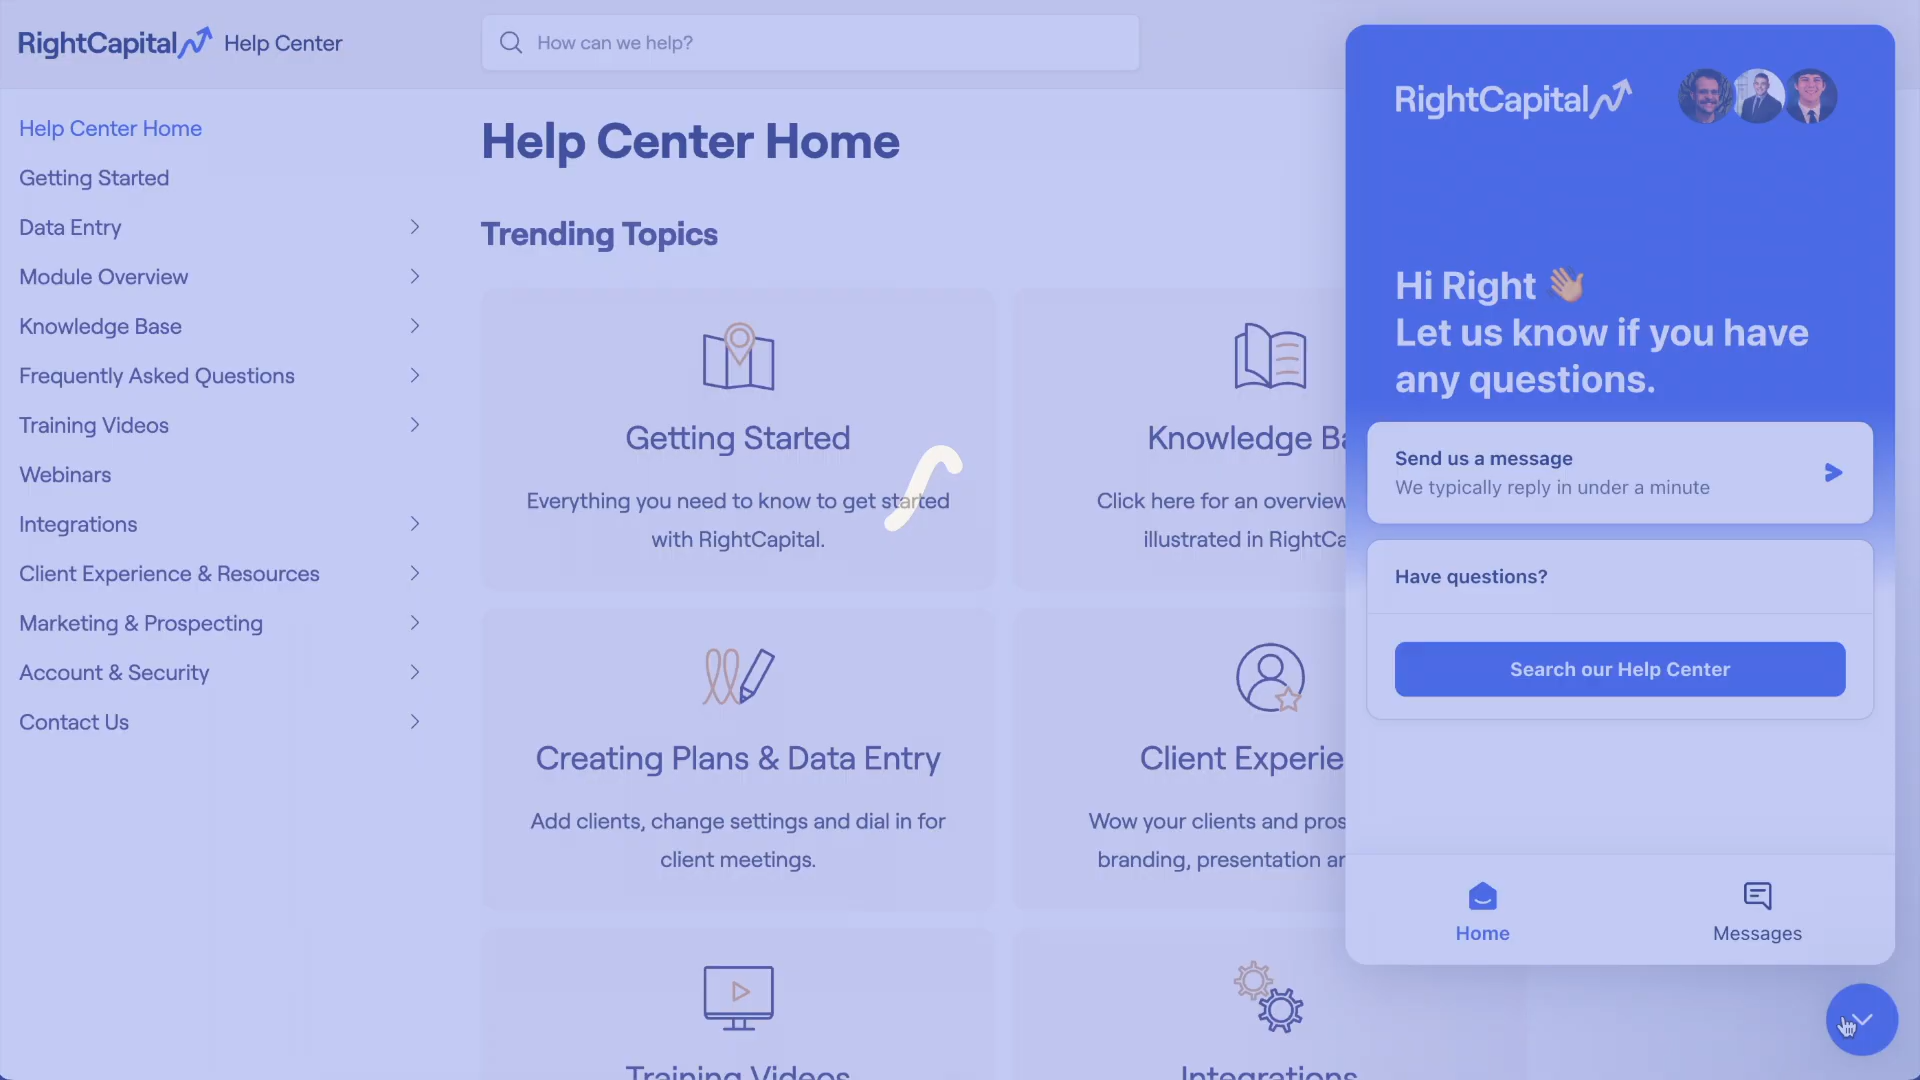 RightCapital Help Center
How can we help?
Help Center Home
Getting Started
Data Entry
Module Overview
Knowledge Base
Frequently Asked Questions
Training Videos
Webinars
Integrations
Client Experience & Resources
Marketing & Prospecting
Account & Security
Contact Us
Help Center Home
Trending Topics
Getting Started
Everything you need to know to get started
with RightCapital.
Knowledge
Click here for an overview
illustrated in
Creating Plans & Data Entry
Add clients, change settings and dial in for
client meetings.
Client
Wow your clients and
branding, presentation
Training Videos
Integrations
RightCapital
Hi Right 👋
Let us know if you have
any questions.
Send us a message
We typically reply in under a minute
Have questions?
Search our Help Center
Home
Messages